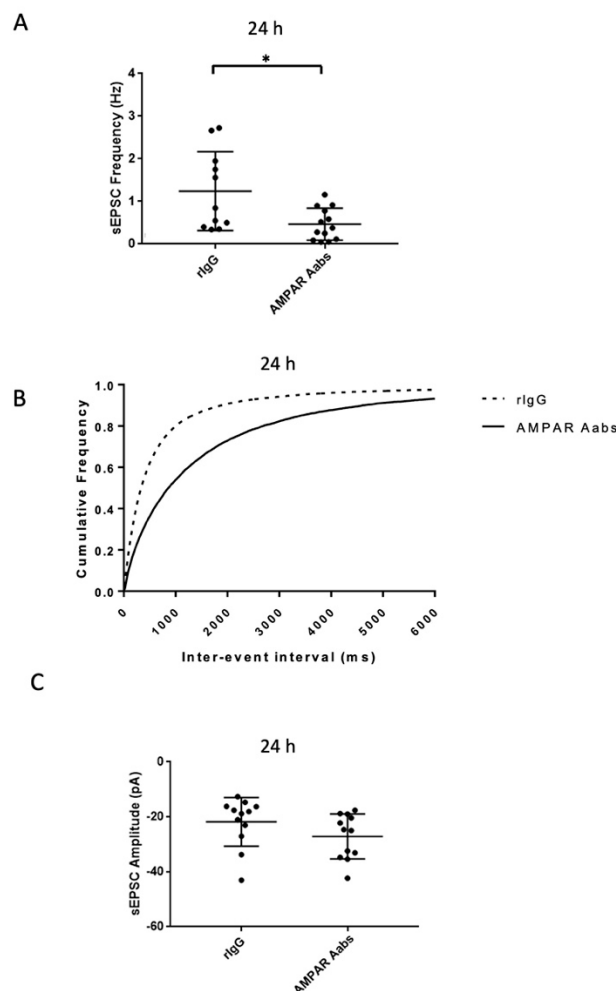 A
24 h
*
4
3
2
1
0
sEPSC Frequency (Hz)
rIgG
AMPAR Aabs
B
24 h
1.0
0.8
0.6
0.4
0.2
0.0
Cumulative Frequency
0
1000
2000
3000
4000
5000
6000
Inter-event interval (ms)
rIgG
AMPAR Aabs
C
24 h
0
-20
-40
-60
sEPSC Amplitude (pA)
rIgG
AMPAR Aabs